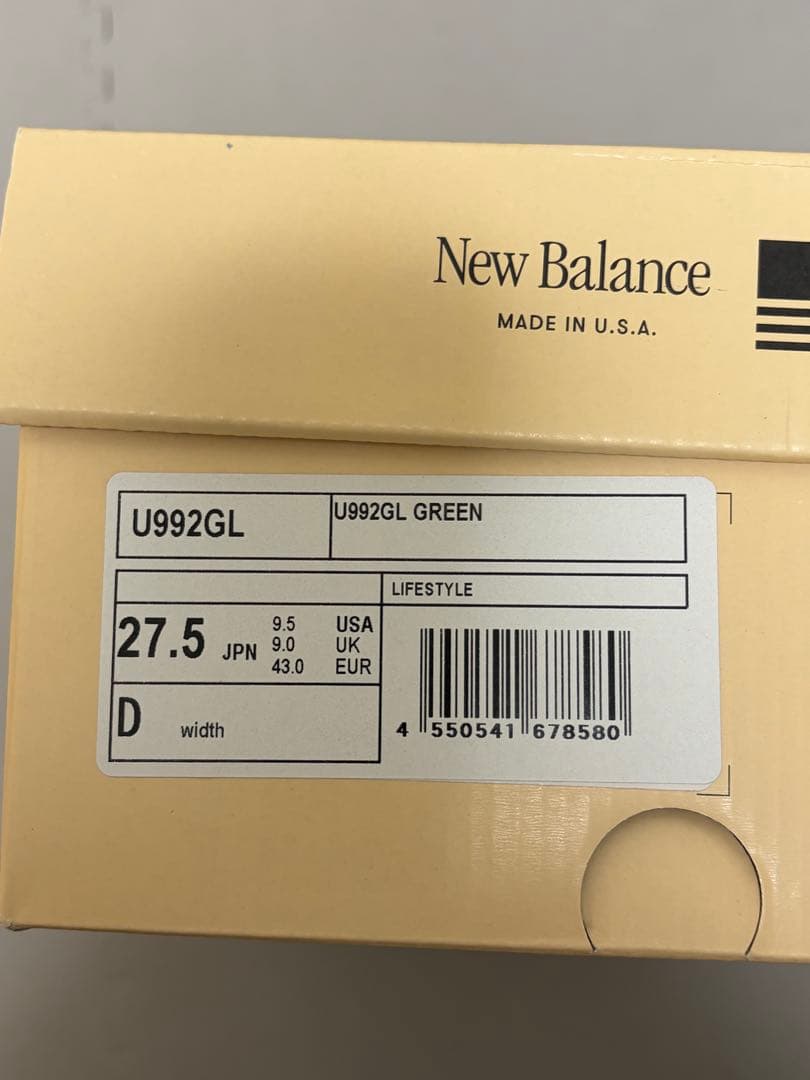 New Balance
MADE IN U.S.A.
U992GL
U992GL GREEN
LIFESTYLE
27.5 JPN
9.5 USA
9.0 UK
43.0 EUR
D width
4 550541 678580